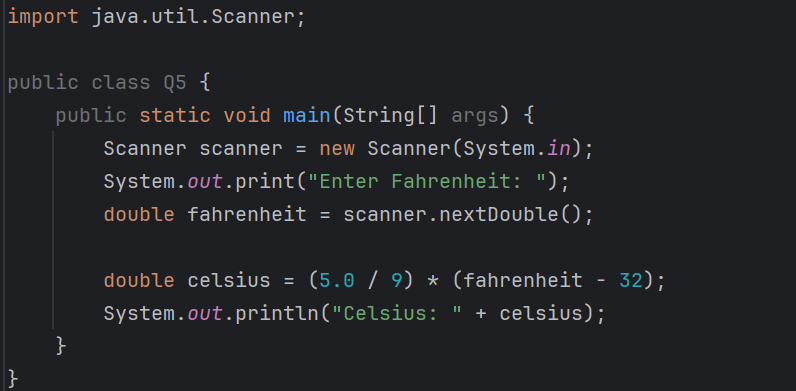 import java.util.Scanner;
public class Q5 {
public static void main(String[] args) {
Scanner scanner = new Scanner(System.in);
System.out.print("Enter Fahrenheit: ");
double fahrenheit = scanner.nextDouble();
double celsius = (5.0 / 9) * (fahrenheit - 32);
System.out.println("Celsius: " + celsius);
}
}